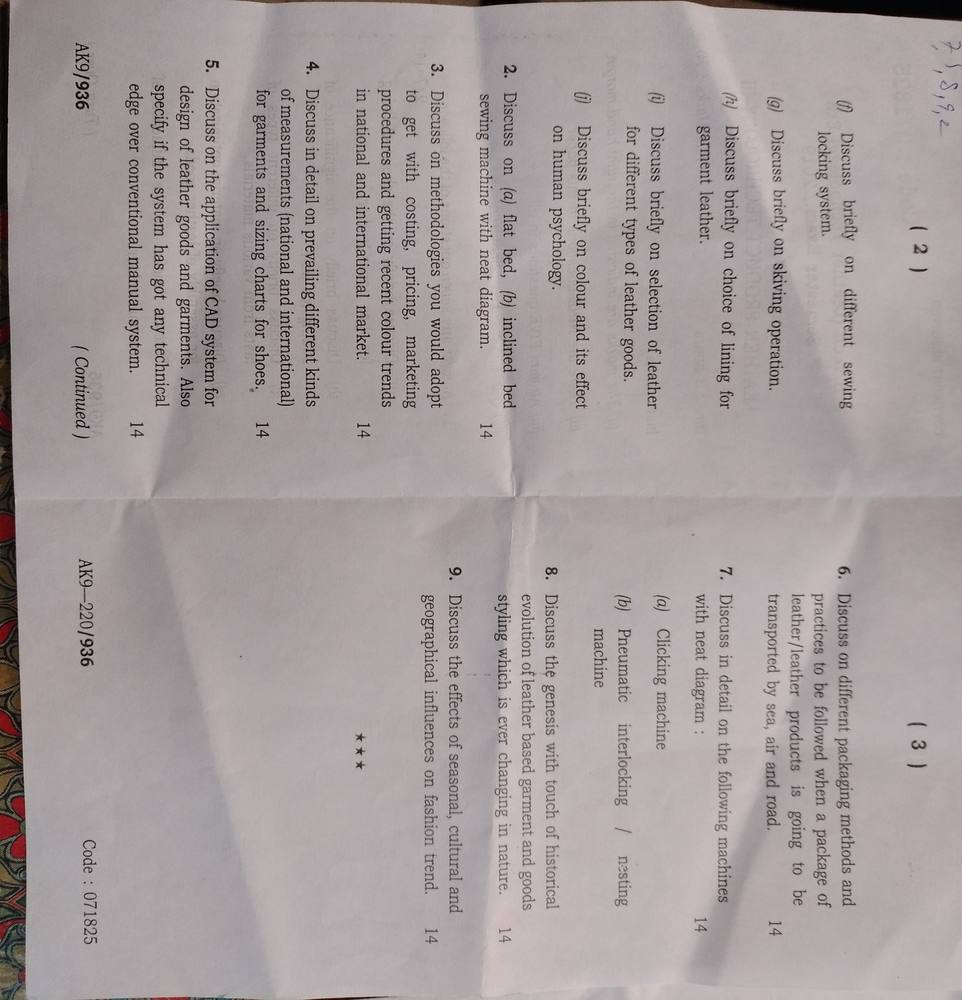 7, 5, 8, 9, 2
( 2 )
(f) Discuss briefly on different sewing
locking system.
(g) Discuss briefly on skiving operation.
(h) Discuss briefly on choice of lining for
garment leather.
(i) Discuss briefly on selection of leather
for different types of leather goods.
(j) Discuss briefly on colour and its effect
on human psychology.
2. Discuss on (a) flat bed, (b) inclined bed
sewing machine with neat diagram. 14
3. Discuss on methodologies you would adopt
to get with costing, pricing, marketing
procedures and geting recent colour trends
in national and international market. 14
4. Discuss in detail on prevailing different kinds
of measurements (national and international)
for garments and sizing charts for shoes. 14
5. Discuss on the application of CAD system for
design of leather goods and garments. Also
specify if the system has got any technical
edge over conventional manual system. 14
AK9/936 ( Continued )
( 3 )
6. Discuss on different packaging methods and
practices to be followed when a package of
leather/leather products is going to be
transported by sea, air and road. 14
7. Discuss in detail on the following machines
with neat diagram : 14
(a) Clicking machine
(b) Pneumatic interlocking / nesting
machine
8. Discuss the genesis with touch of historical
evolution of leather based garment and goods
styling which is ever changing in nature. 14
9. Discuss the effects of seasonal, cultural and
geographical influences on fashion trend. 14
★★★
AK9—220/936 Code : 071825